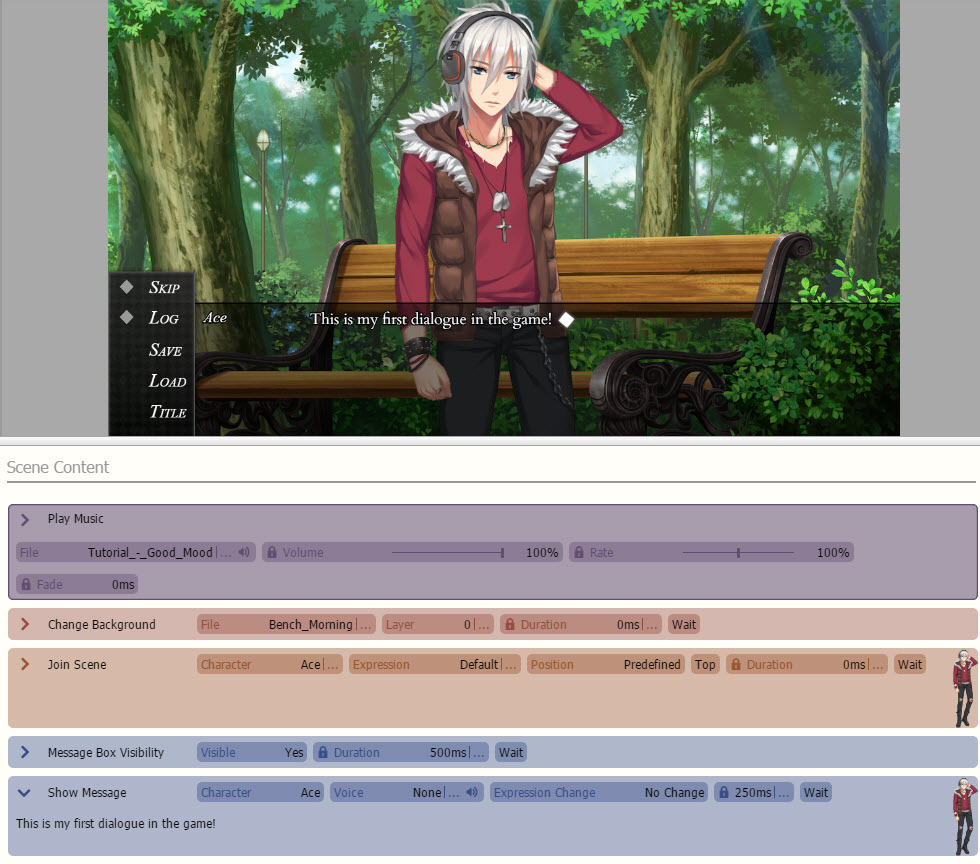 SKIP
LOG
Ace
This is my first dialogue in the game!
SAVE
LOAD
TITLE
Scene Content
Play Music
File Tutorial_-_Good_Mood | ... Volume 100% Rate 100%
Fade 0ms
Change Background File Bench_Morning | ... Layer 0 | ... Duration 0ms | ... Wait
Join Scene Character Ace | ... Expression Default | ... Position Predefined Top Duration 0ms | ... Wait
Message Box Visibility Visible Yes Duration 500ms | ... Wait
Show Message Character Ace Voice None | ... Expression Change No Change 250ms | ... Wait
This is my first dialogue in the game!